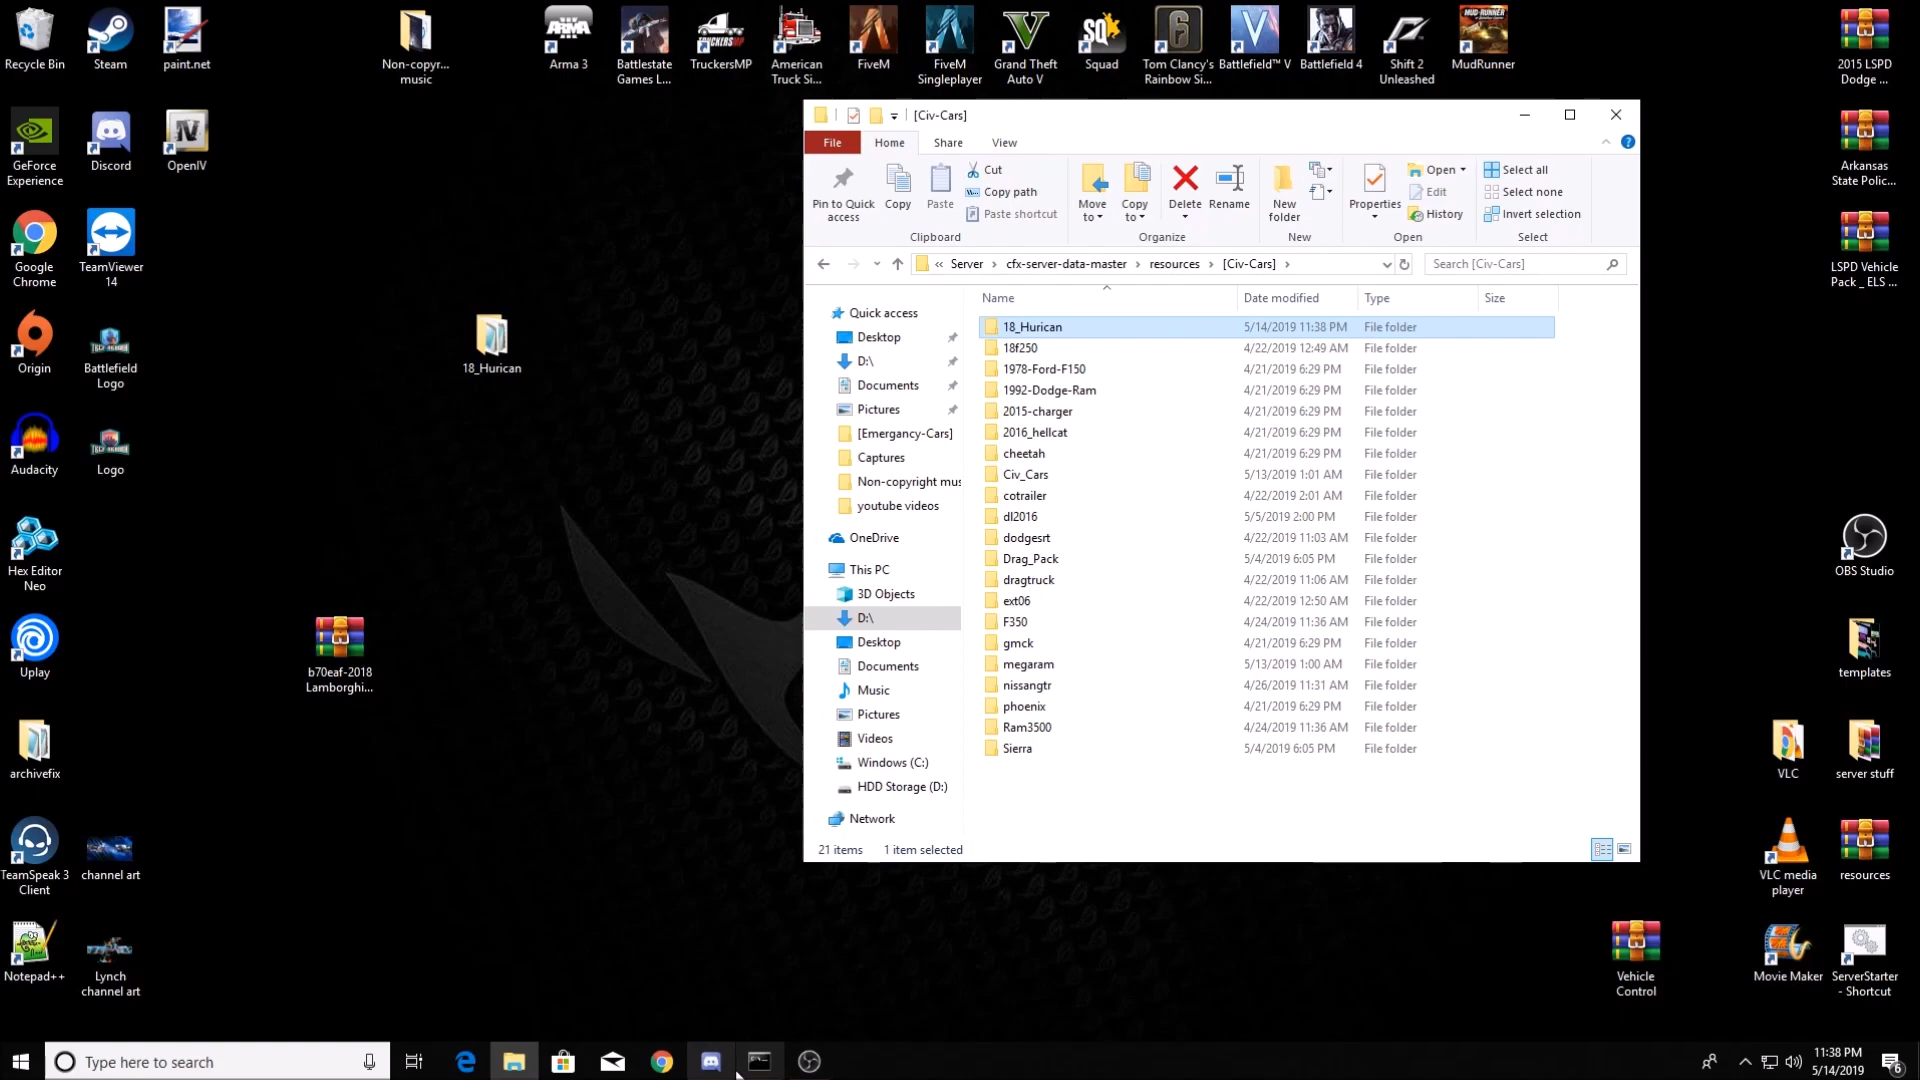 Recycle Bin
Steam
paint.net
Non-copyr...
music
Arma 3
Battlestate
Games L...
TruckersMP
American
Truck Si...
FiveM
FiveM
Singleplayer
Grand Theft
Auto V
Squad
Tom Clancy's
Rainbow Si...
Battlefield™ V
Battlefield 4
Shift 2
Unleashed
MudRunner
2015 LSPD
Dodge ...
GeForce
Experience
Discord
OpenIV
Arkansas
State Polic...
Google
Chrome
TeamViewer
14
LSPD Vehicle
Pack _ ELS ...
Origin
Battlefield
Logo
18_Hurican
Audacity
Logo
Hex Editor
Neo
OBS Studio
Uplay
b70eaf-2018
Lamborghi...
templates
archivefix
VLC
server stuff
TeamSpeak 3
Client
channel art
VLC media
player
resources
Notepad++
Lynch
channel art
Vehicle
Control
Movie Maker
ServerStarter
- Shortcut
[Civ-Cars]
File
Home
Share
View
Pin to Quick
access
Copy
Paste
Cut
Copy path
Paste shortcut
Clipboard
Move
to
Copy
to
Delete
Rename
Organize
New
folder
New
Properties
Open
Edit
History
Open
Select all
Select none
Invert selection
Select
« Server › cfx-server-data-master › resources › [Civ-Cars] ›
Search [Civ-Cars]
Name Date modified Type Size
Quick access
Desktop
D:\
Documents
Pictures
[Emergancy-Cars]
Captures
Non-copyright mus
youtube videos
OneDrive
This PC
3D Objects
D:\
Desktop
Documents
Music
Pictures
Videos
Windows (C:)
HDD Storage (D:)
Network
18_Hurican 5/14/2019 11:38 PM File folder
18f250 4/22/2019 12:49 AM File folder
1978-Ford-F150 4/21/2019 6:29 PM File folder
1992-Dodge-Ram 4/21/2019 6:29 PM File folder
2015-charger 4/21/2019 6:29 PM File folder
2016_hellcat 4/21/2019 6:29 PM File folder
cheetah 4/21/2019 6:29 PM File folder
Civ_Cars 5/13/2019 1:01 AM File folder
cotrailer 4/22/2019 2:01 AM File folder
dl2016 5/5/2019 2:00 PM File folder
dodgesrt 4/22/2019 11:03 AM File folder
Drag_Pack 5/4/2019 6:05 PM File folder
dragtruck 4/22/2019 11:06 AM File folder
ext06 4/22/2019 12:50 AM File folder
F350 4/24/2019 11:36 AM File folder
gmck 4/21/2019 6:29 PM File folder
megaram 5/13/2019 1:00 AM File folder
nissangtr 4/26/2019 11:31 AM File folder
phoenix 4/21/2019 6:29 PM File folder
Ram3500 4/24/2019 11:36 AM File folder
Sierra 5/4/2019 6:05 PM File folder
21 items 1 item selected
Type here to search
11:38 PM
5/14/2019
6